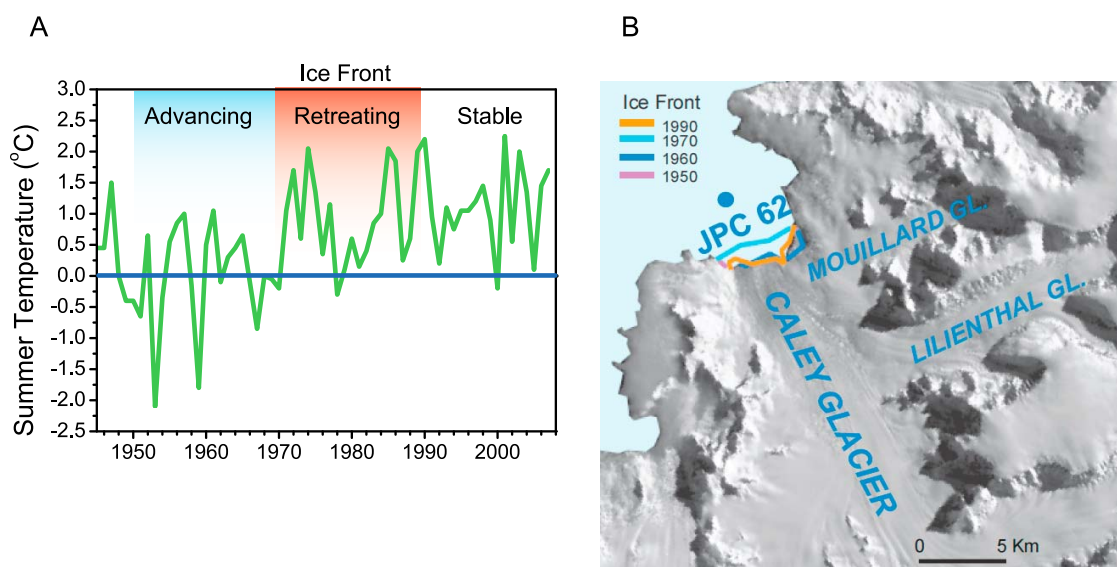 A
Ice Front
Advancing
Retreating
Stable
Summer Temperature (°C)
3.0
2.5
2.0
1.5
1.0
0.5
0.0
-0.5
-1.0
-1.5
-2.0
-2.5
1950
1960
1970
1980
1990
2000
B
Ice Front
1990
1970
1960
1950
JPC 62
MOUILLARD GL.
LILIENTHAL GL.
CALEY GLACIER
0 5 Km